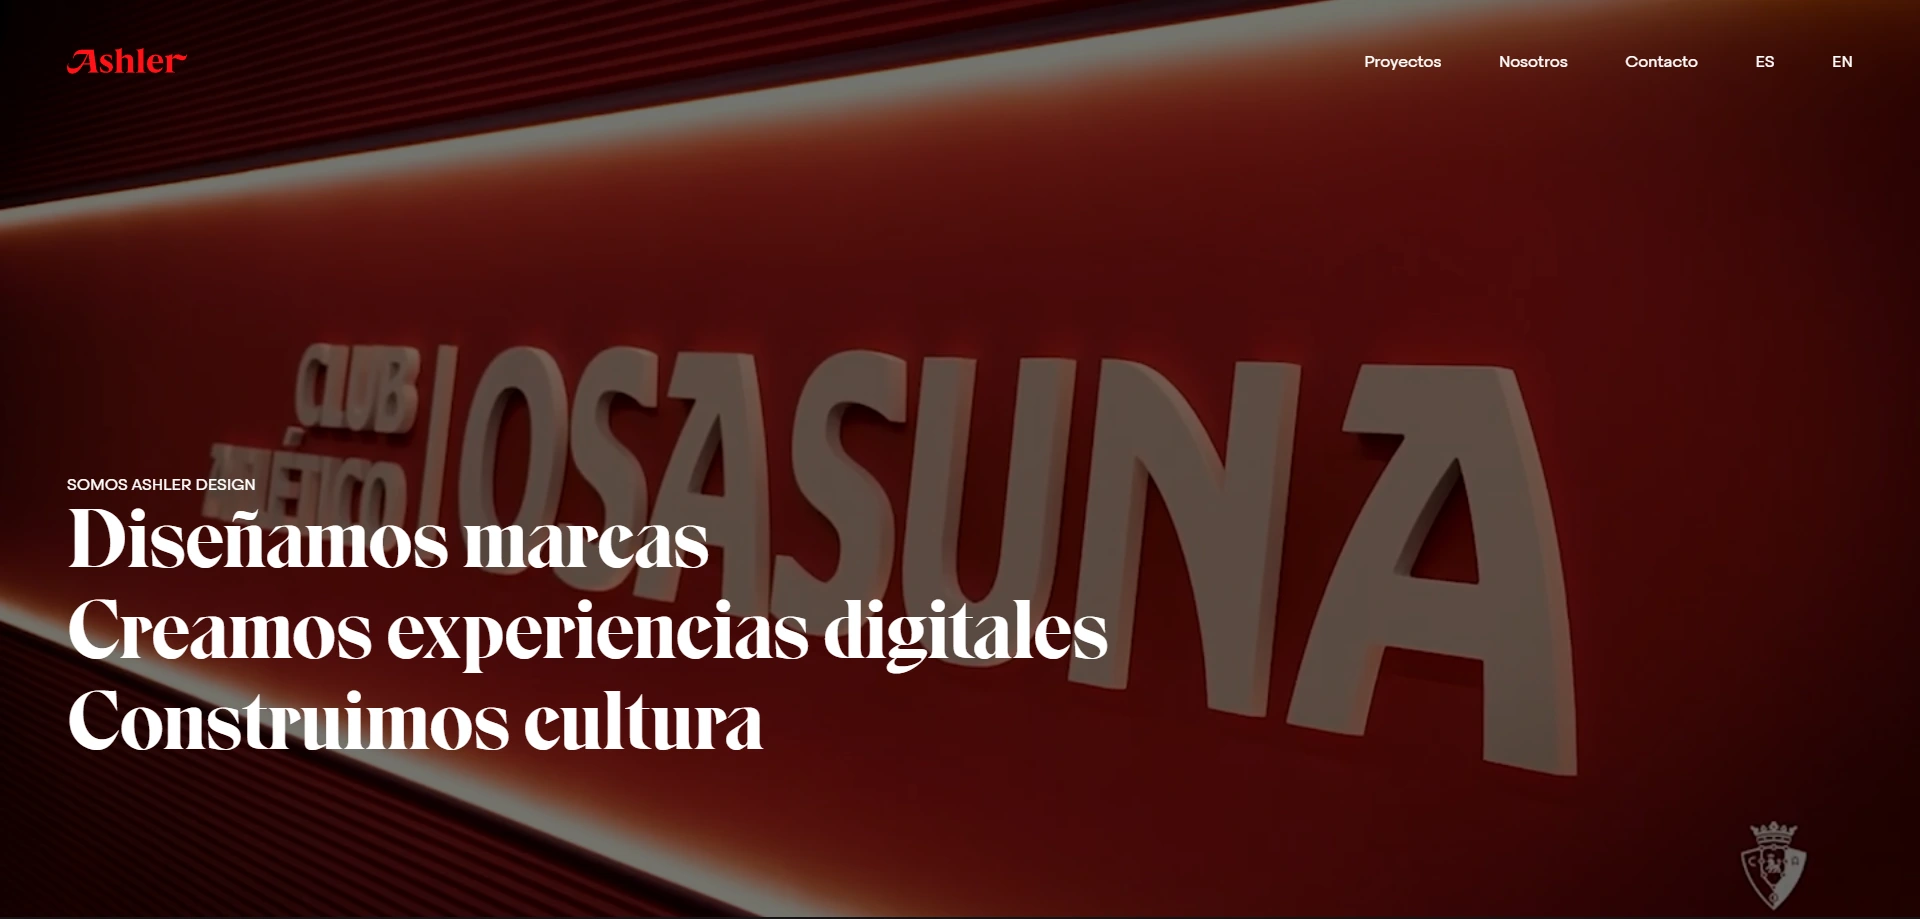 Ashler
Proyectos
Nosotros
Contacto
ES
EN
CLUB
ATLÉTICO
OSASUNA
SOMOS ASHLER DESIGN
Diseñamos marcas
Creamos experiencias digitales
Construimos cultura